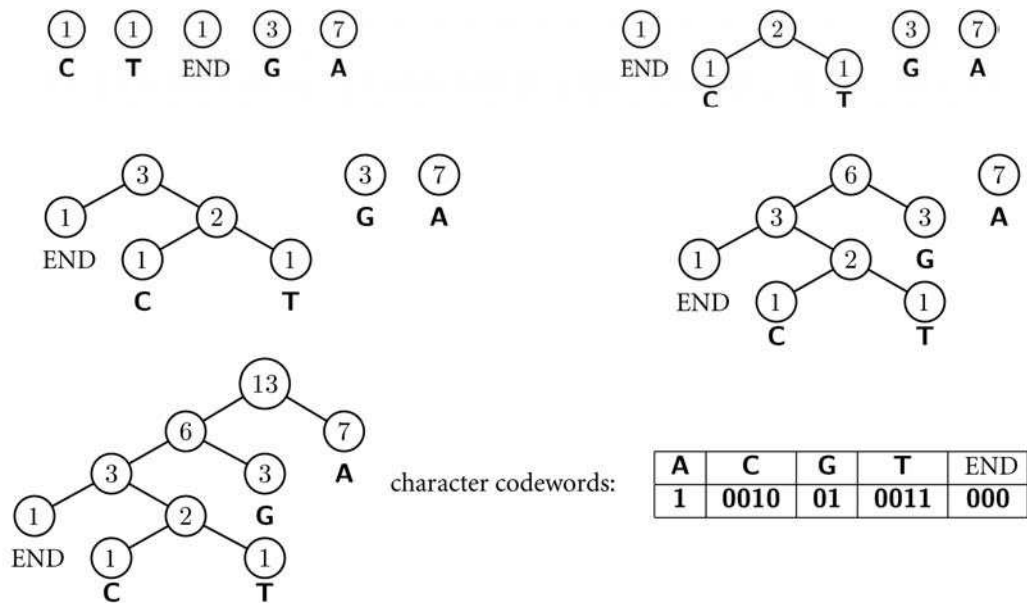 1 1 1 3 7
C T END G A
1 2 3 7
END 1 1 G A
C T
3 3 7
1 2 G A
END 1 1
C T
6 7
3 3 A
1 2 G
END 1 1
C T
13
6 7
3 3 A
1 2 G
END 1 1
C T
character codewords:
A C G T END
1 0010 01 0011 000